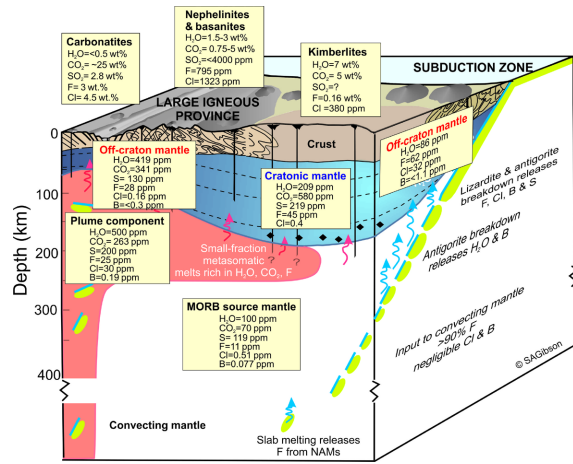 Carbonatites
H₂O=<0.5 wt%
CO₂= ~25 wt%
SO₂= 2.8 wt%
F= 3 wt.%
Cl= 4.5 wt.%
Nephelinites
& basanites
H₂O=1.5-3 wt%
CO₂= 0.75-5 wt%
SO₂=<4000 ppm
F=795 ppm
Cl=1323 ppm
Kimberlites
H₂O=7 wt%
CO₂= 5 wt%
SO₂=?
F=0.16 wt%
Cl =380 ppm
SUBDUCTION ZONE
LARGE IGNEOUS
PROVINCE
Crust
Off-craton mantle
H₂O=419 ppm
CO₂=341 ppm
S= 130 ppm
F=28 ppm
Cl=0.16 ppm
B=<0.3 ppm
Cratonic mantle
H₂O=209 ppm
CO₂=580 ppm
S= 219 ppm
F=45 ppm
Cl=0.4
Off-craton mantle
H₂O=86 ppm
F=62 ppm
Cl=32 ppm
B=≤1.1 ppm
Plume component
H₂O=500 ppm
CO₂= 263 ppm
S=200 ppm
F=25 ppm
Cl=30 ppm
B=0.19 ppm
Small-fraction
metasomatic
melts rich in H₂O, CO₂, F
? ?
MORB source mantle
H₂O=100 ppm
CO₂=70 ppm
S= 119 ppm
F=11 ppm
Cl=0.51 ppm
B=0.077 ppm
Lizardite & antigorite
breakdown releases
F, Cl, B & S
Antigorite breakdown
releases H₂O & B
Input to convecting mantle
>90% F
negligible Cl & B
© SAGibson
Convecting mantle
Slab melting releases
F from NAMs
Depth (km)
0
100
200
300
400